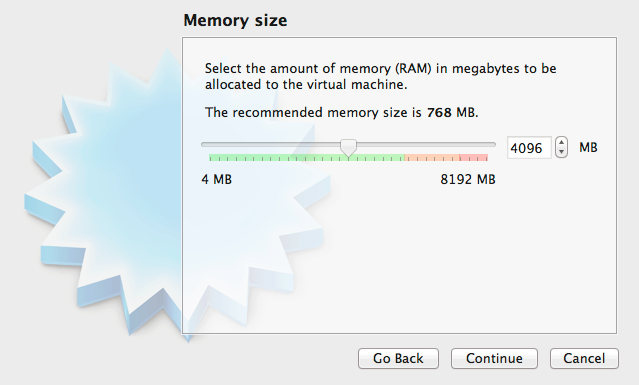 Memory size
Select the amount of memory (RAM) in megabytes to be
allocated to the virtual machine.
The recommended memory size is 768 MB.
4096 MB
4 MB 8192 MB
Go Back Continue Cancel